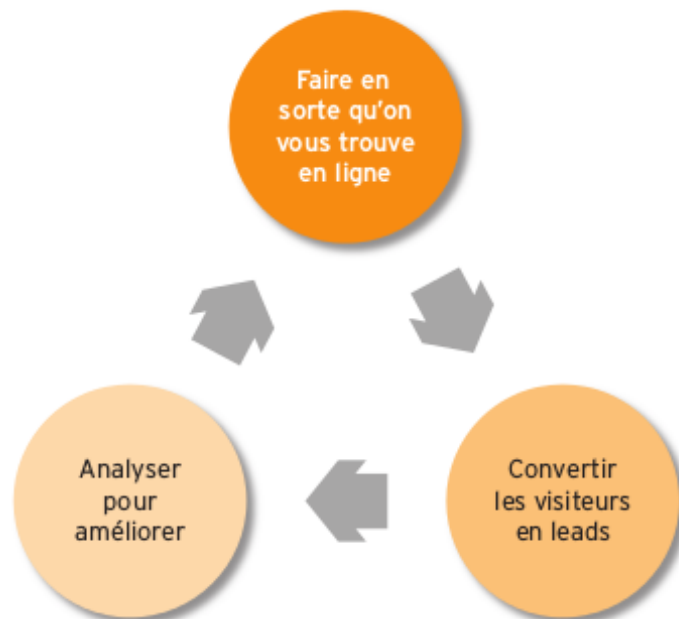 Faire en
sorte qu'on
vous trouve
en ligne
Analyser
pour
améliorer
Convertir
les visiteurs
en leads